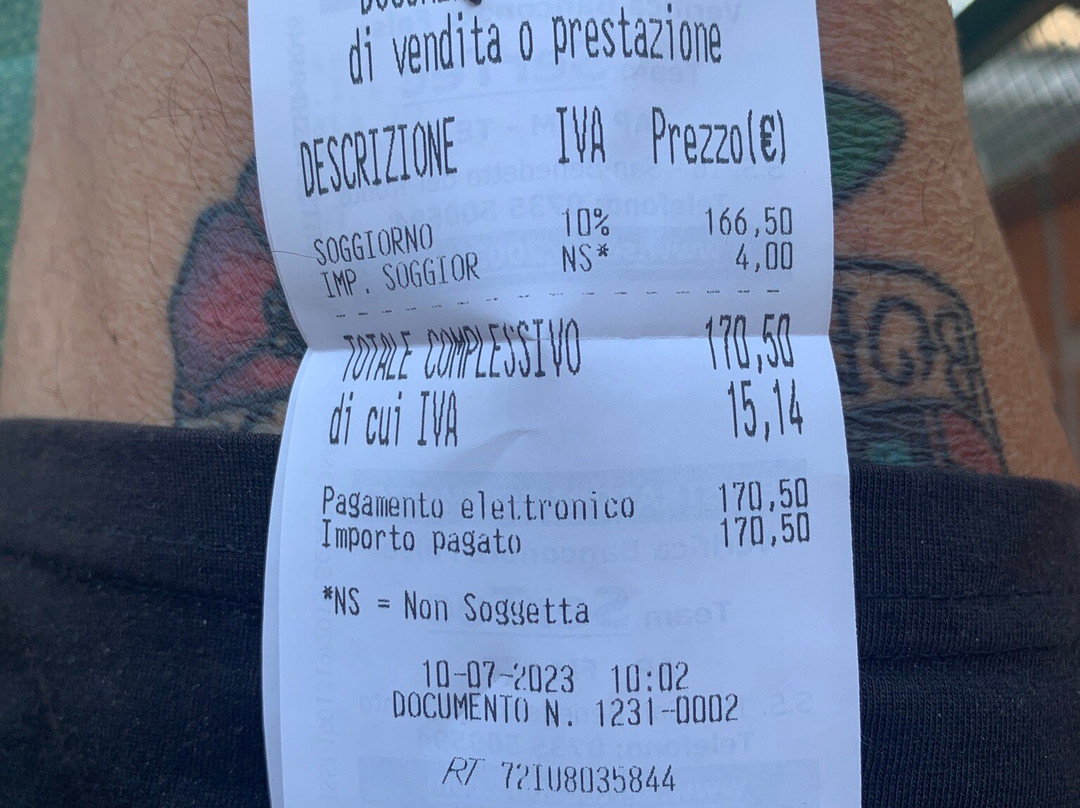 di vendita o prestazione
DESCRIZIONE IVA Prezzo(€)
SOGGIORNO 10% 166,50
IMP. SOGGIOR NS* 4,00
TOTALE COMPLESSIVO 170,50
di cui IVA 15,14
Pagamento elettronico 170,50
Importo pagato 170,50
*NS = Non Soggetta
10-07-2023 10:02
DOCUMENTO N. 1231-0002
RT 72IU8035844